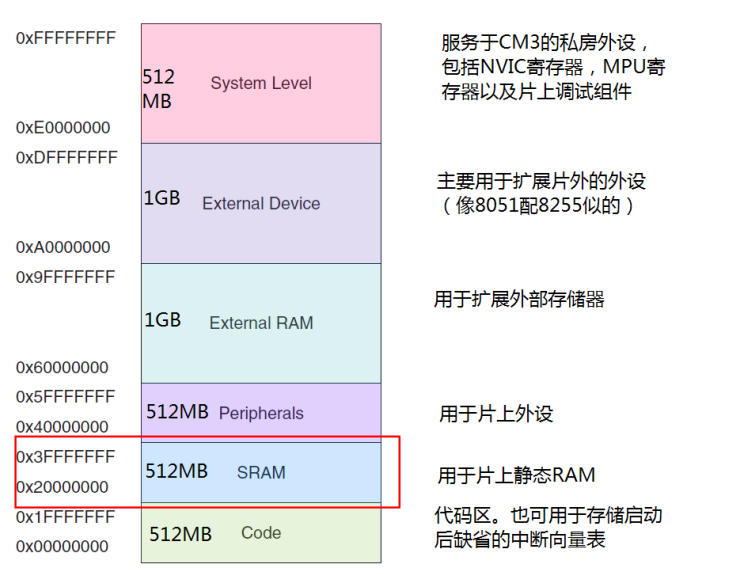 0xFFFFFFFF
512
MB
System Level
服务于CM3的私房外设，
包括NVIC寄存器，MPU寄
存器以及片上调试组件
0xE0000000
0xDFFFFFFF
1GB External Device
主要用于扩展片外的外设
（像8051配8255似的）
0xA0000000
0x9FFFFFFF
1GB External RAM
用于扩展外部存储器
0x60000000
0x5FFFFFFF
512MB Peripherals
用于片上外设
0x40000000
0x3FFFFFFF
512MB SRAM
用于片上静态RAM
0x20000000
0x1FFFFFFF
512MB Code
代码区。也可用于存储启动
后缺省的中断向量表
0x00000000